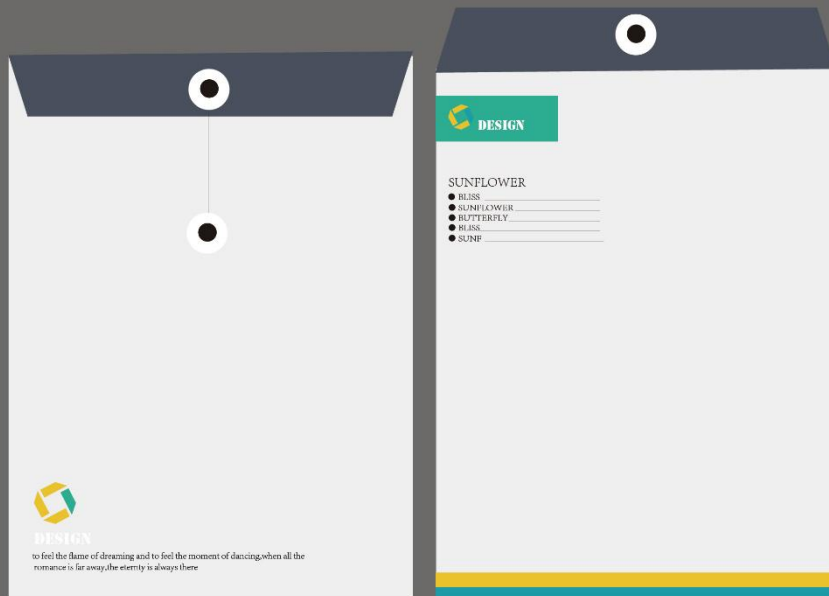 DESIGN
to feel the flame of dreaming and to feel the moment of dancing,when all the
romance is far away,the eternty is always there
DESIGN
SUNFLOWER
BLISS
SUNFLOWER
BUTTERFLY
BLISS
SUNF